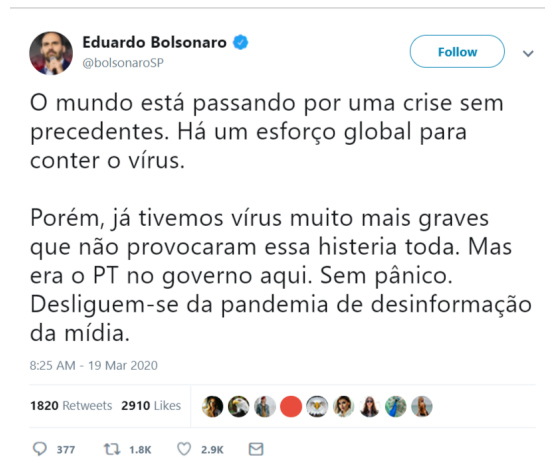 Eduardo Bolsonaro
@bolsonaroSP
Follow
O mundo está passando por uma crise sem
precedentes. Há um esforço global para
conter o vírus.
Porém, já tivemos vírus muito mais graves
que não provocaram essa histeria toda. Mas
era o PT no governo aqui. Sem pânico.
Desliguem-se da pandemia de desinformação
da mídia.
8:25 AM - 19 Mar 2020
1820 Retweets 2910 Likes
377 1.8K 2.9K